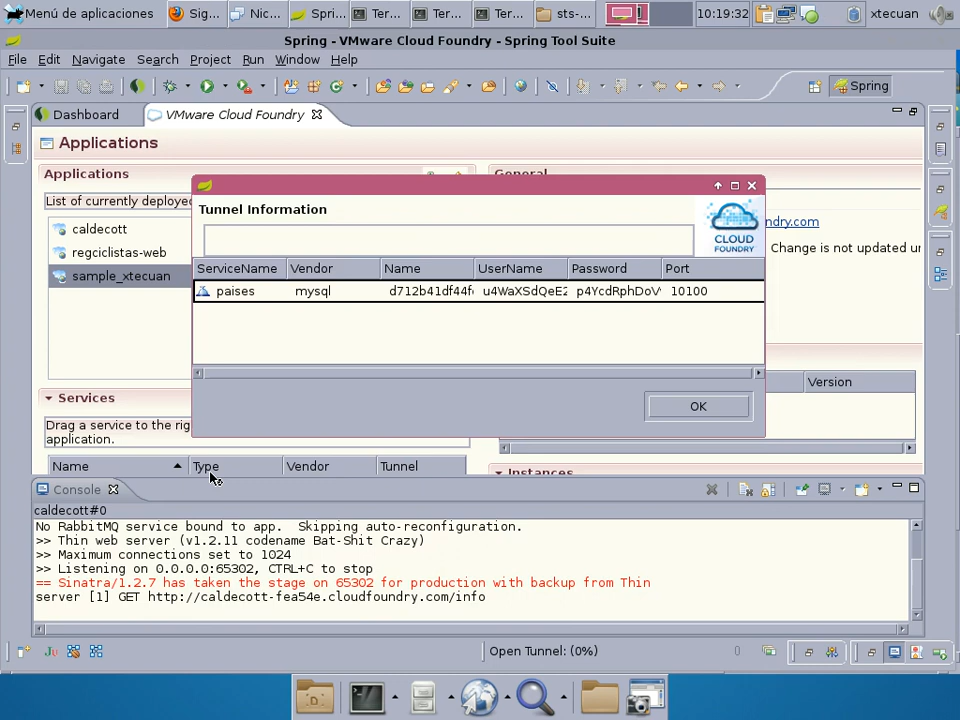 Menú de aplicaciones
Sig...
Nic...
Spri...
Ter...
Ter...
Ter...
sts-...
10:19:32
xtecuan
Spring - VMware Cloud Foundry - Spring Tool Suite
File Edit Navigate Search Project Run Window Help
Spring
Dashboard
VMware Cloud Foundry
Applications
Applications
List of currently deploye
caldecott
regciclistas-web
sample_xtecuan
General
ndry.com
Change is not updated ur
Tunnel Information
CLOUD
FOUNDRY
ServiceName Vendor Name UserName Password Port
paises mysql d712b41df44f u4WaXSdQeE2 p4YcdRphDoV 10100
OK
Version
Services
Drag a service to the rig
application.
Name Type Vendor Tunnel
Instances
Console
caldecott#0
No RabbitMQ service bound to app.  Skipping auto-reconfiguration.
>> Thin web server (v1.2.11 codename Bat-Shit Crazy)
>> Maximum connections set to 1024
>> Listening on 0.0.0.0:65302, CTRL+C to stop
== Sinatra/1.2.7 has taken the stage on 65302 for production with backup from Thin
server [1] GET http://caldecott-fea54e.cloudfoundry.com/info
Ju
Open Tunnel: (0%)